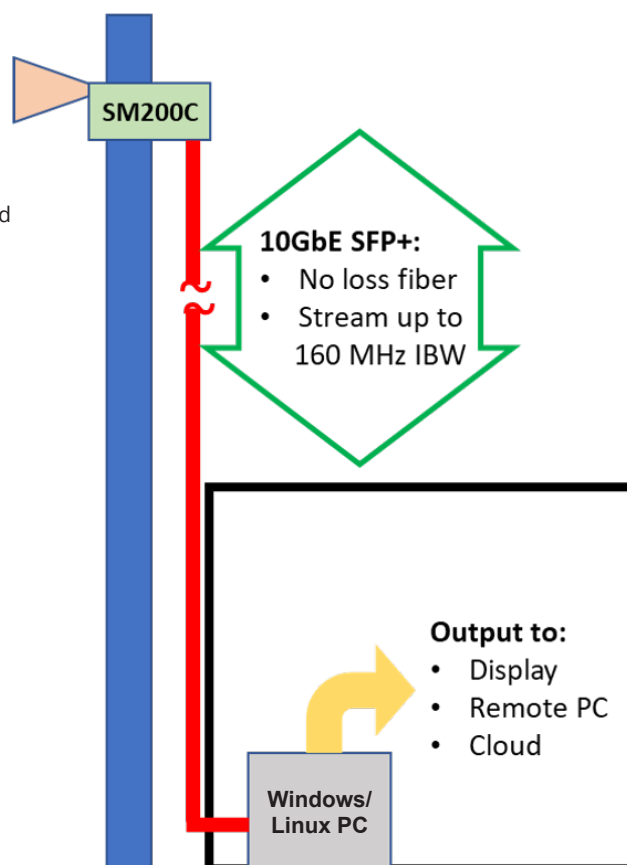 SM200C
d
10GbE SFP+:
• No loss fiber
• Stream up to
160 MHz IBW
Output to:
• Display
• Remote PC
• Cloud
Windows/
Linux PC